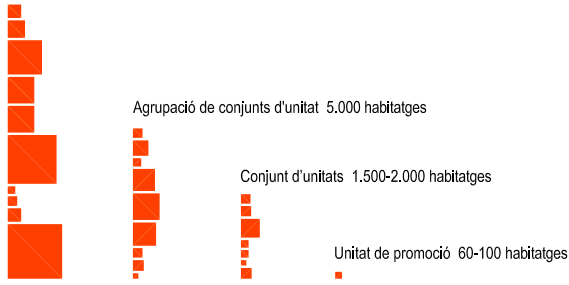 Agrupació de conjunts d'unitat 5.000 habitatges
Conjunt d'unitats 1.500-2.000 habitatges
Unitat de promoció 60-100 habitatges